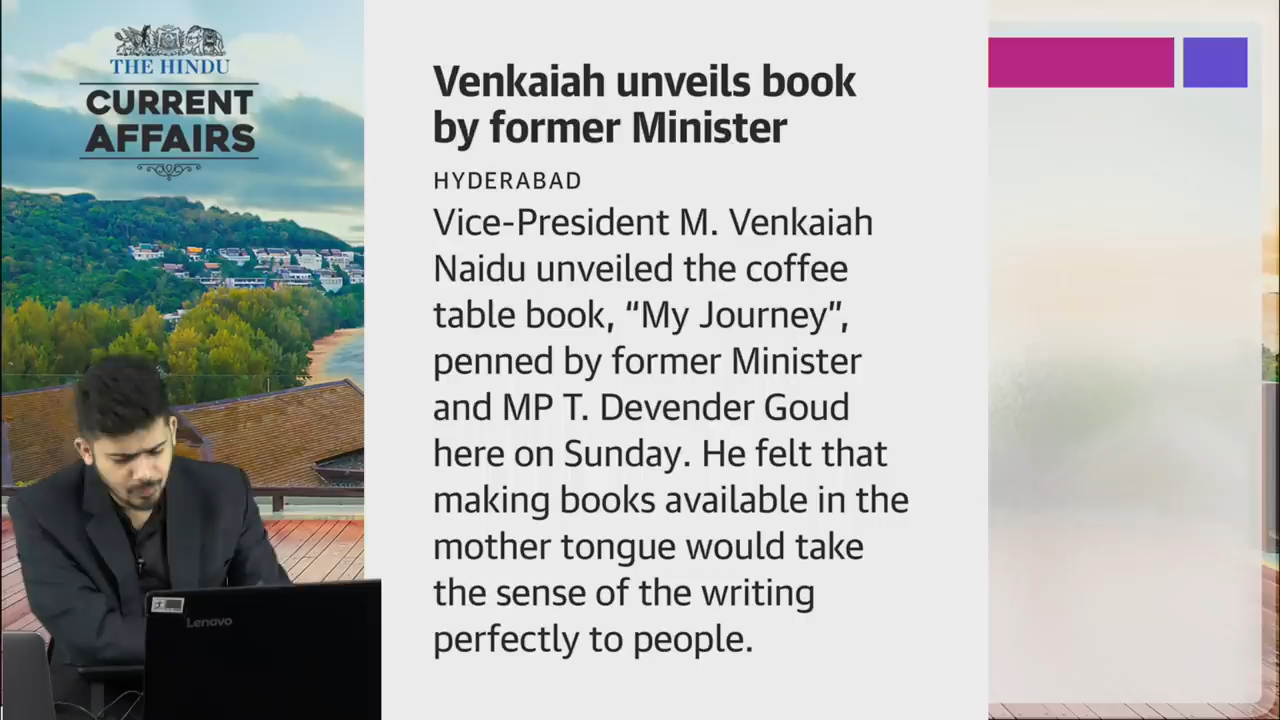 THE HINDU
CURRENT
AFFAIRS
Venkaiah unveils book
by former Minister
HYDERABAD
Vice-President M. Venkaiah
Naidu unveiled the coffee
table book, “My Journey”,
penned by former Minister
and MP T. Devender Goud
here on Sunday. He felt that
making books available in the
mother tongue would take
the sense of the writing
perfectly to people.
Lenovo